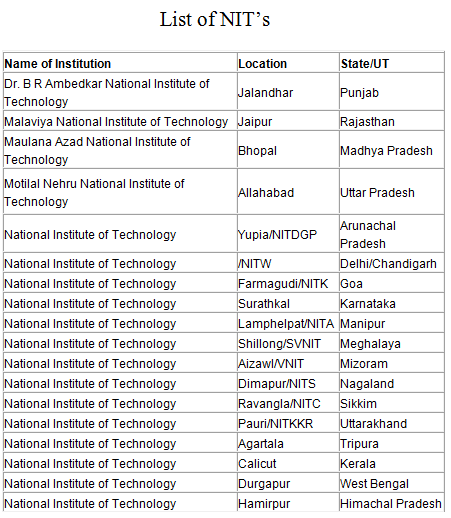 List of NIT's
Name of Institution Location State/UT
Dr. B R Ambedkar National Institute of
Technology Jalandhar Punjab
Malaviya National Institute of Technology Jaipur Rajasthan
Maulana Azad National Institute of
Technology Bhopal Madhya Pradesh
Motilal Nehru National Institute of
Technology Allahabad Uttar Pradesh
National Institute of Technology Yupia/NITDGP Arunachal
Pradesh
National Institute of Technology /NITW Delhi/Chandigarh
National Institute of Technology Farmagudi/NITK Goa
National Institute of Technology Surathkal Karnataka
National Institute of Technology Lamphelpat/NITA Manipur
National Institute of Technology Shillong/SVNIT Meghalaya
National Institute of Technology Aizawl/VNIT Mizoram
National Institute of Technology Dimapur/NITS Nagaland
National Institute of Technology Ravangla/NITC Sikkim
National Institute of Technology Pauri/NITKKR Uttarakhand
National Institute of Technology Agartala Tripura
National Institute of Technology Calicut Kerala
National Institute of Technology Durgapur West Bengal
National Institute of Technology Hamirpur Himachal Pradesh